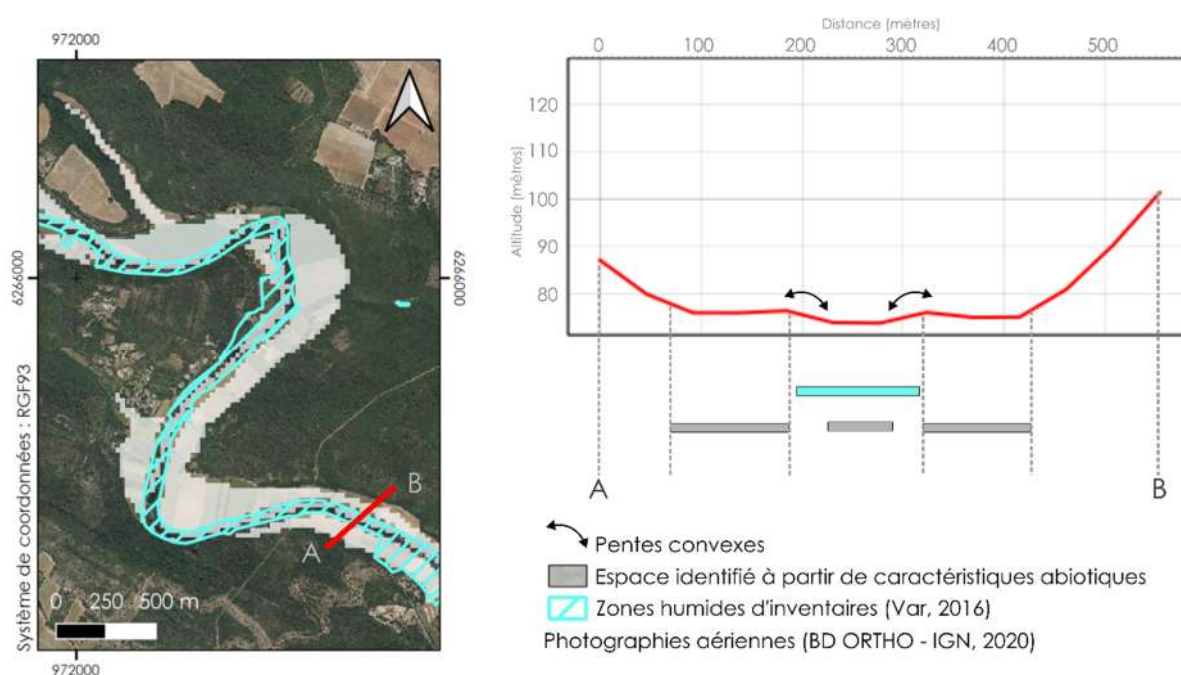 972000
6266000
6266000
Système de coordonnées : RGF93
A
B
0 250 500 m
972000
Distance (mètres)
0 100 200 300 400 500
Altitude (mètres)
120
110
100
90
80
A
B
Pentes convexes
Espace identifié à partir de caractéristiques abiotiques
Zones humides d'inventaires (Var, 2016)
Photographies aériennes (BD ORTHO - IGN, 2020)